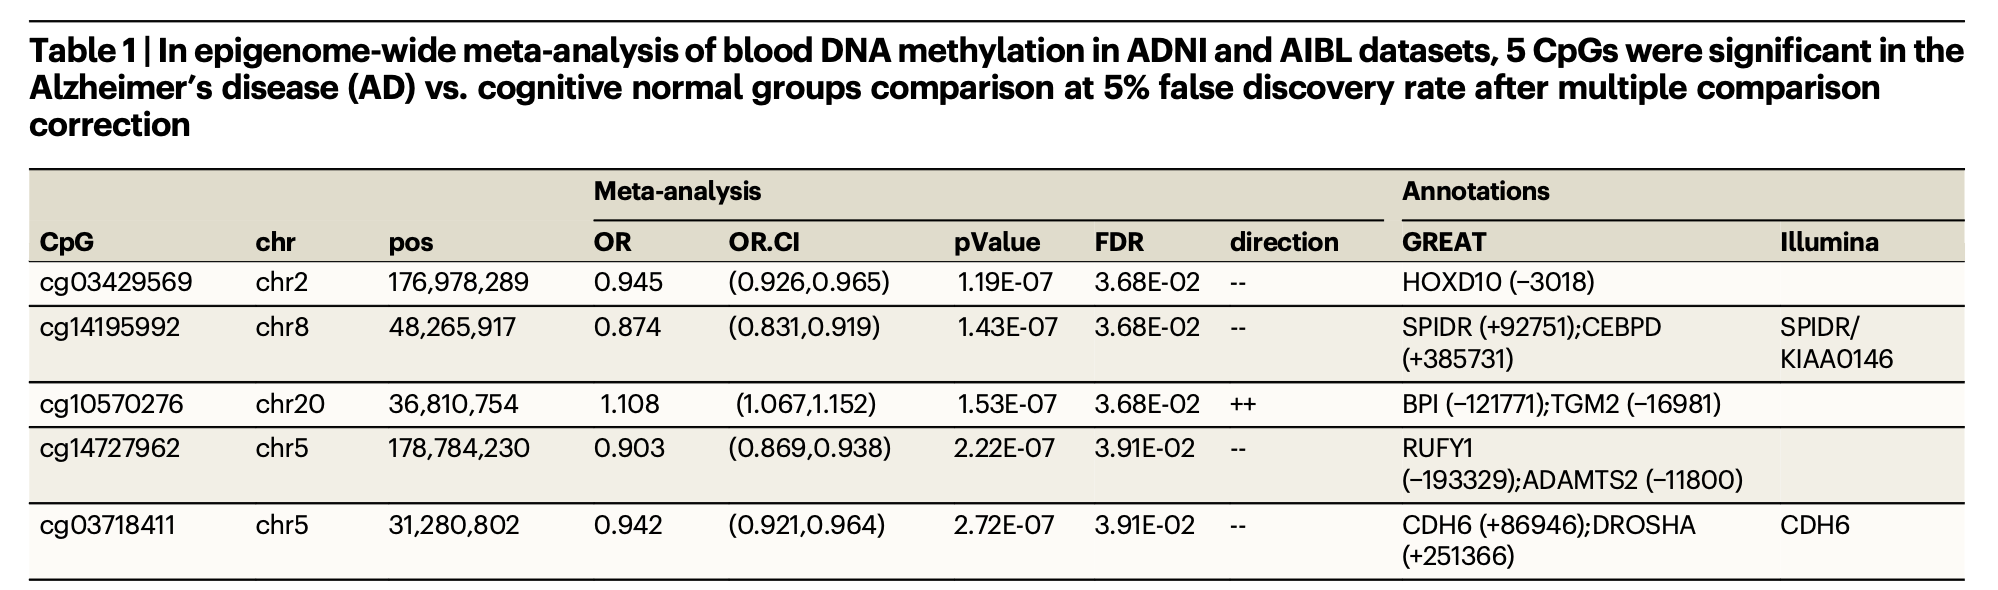 Table 1 | In epigenome-wide meta-analysis of blood DNA methylation in ADNI and AIBL datasets, 5 CpGs were significant in the
Alzheimer’s disease (AD) vs. cognitive normal groups comparison at 5% false discovery rate after multiple comparison
correction
Meta-analysis Annotations
CpG chr pos OR OR.CI pValue FDR direction GREAT Illumina
cg03429569 chr2 176,978,289 0.945 (0.926,0.965) 1.19E-07 3.68E-02 -- HOXD10 (−3018)
cg14195992 chr8 48,265,917 0.874 (0.831,0.919) 1.43E-07 3.68E-02 -- SPIDR (+92751);CEBPD SPIDR/
(+385731) KIAA0146
cg10570276 chr20 36,810,754 1.108 (1.067,1.152) 1.53E-07 3.68E-02 ++ BPI (−121771);TGM2 (−16981)
cg14727962 chr5 178,784,230 0.903 (0.869,0.938) 2.22E-07 3.91E-02 -- RUFY1
(−193329);ADAMTS2 (−11800)
cg03718411 chr5 31,280,802 0.942 (0.921,0.964) 2.72E-07 3.91E-02 -- CDH6 (+86946);DROSHA CDH6
(+251366)